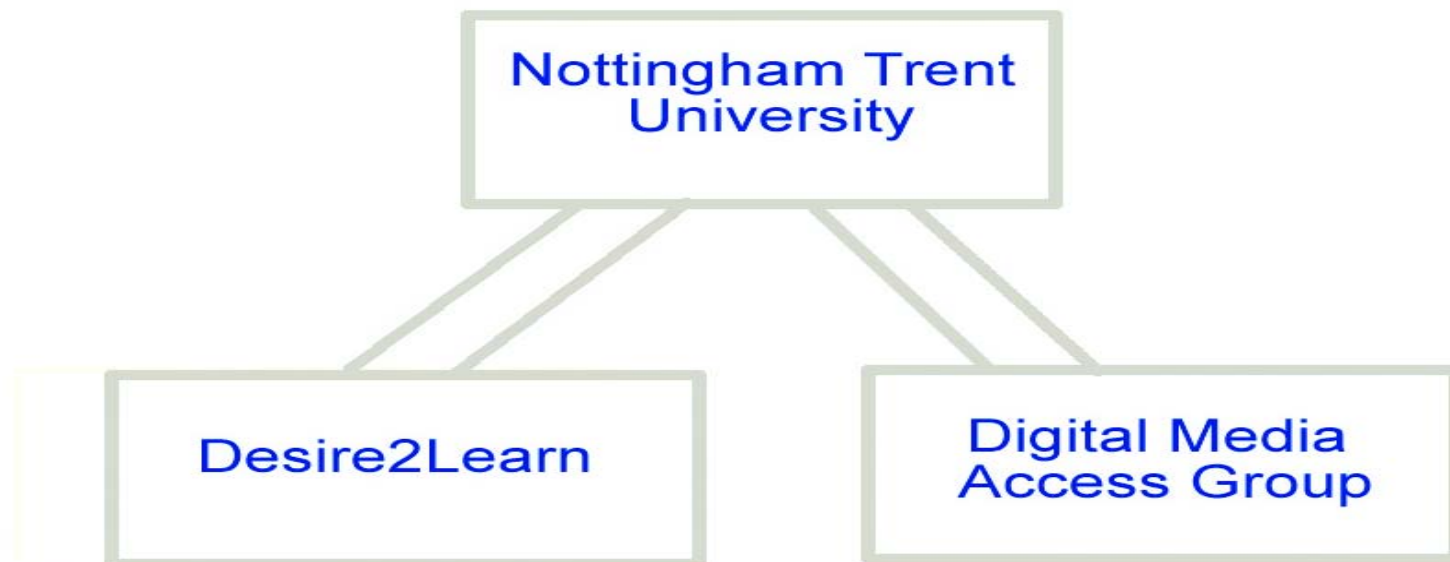 Nottingham Trent
University
Desire2Learn
Digital Media
Access Group